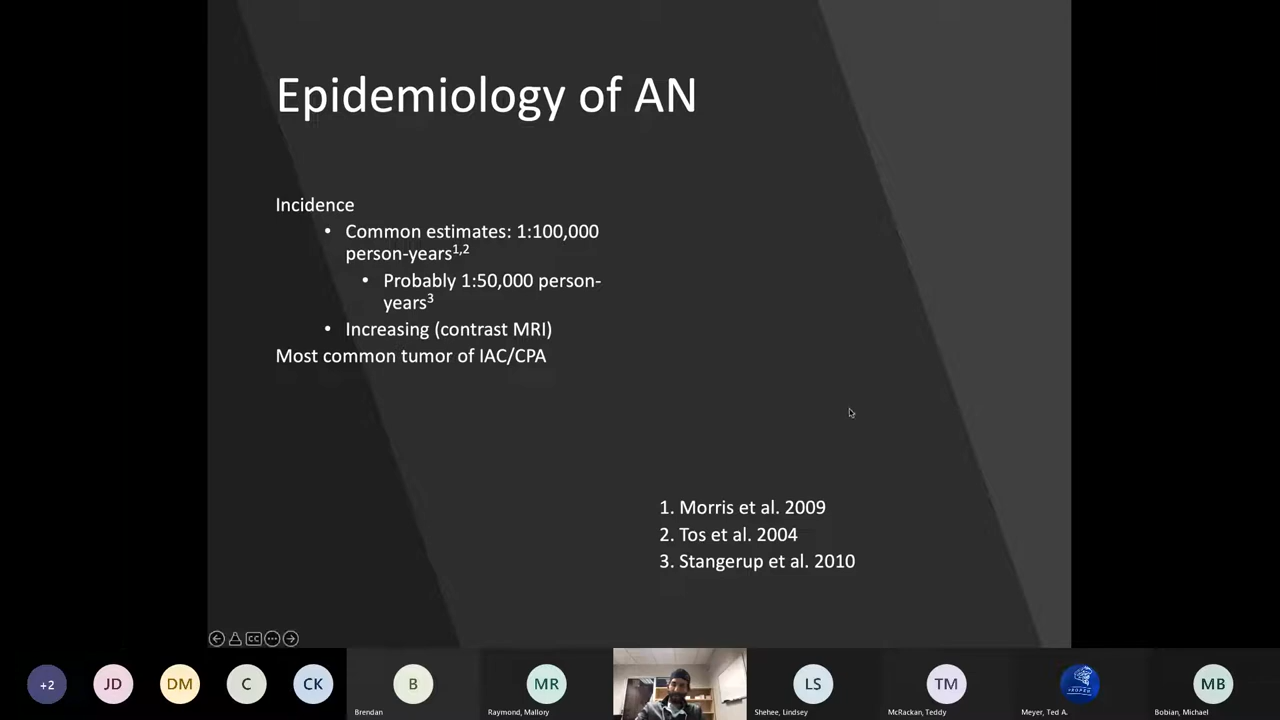 Epidemiology of AN
Incidence
• Common estimates: 1:100,000
person-years1,2
• Probably 1:50,000 person-
years3
• Increasing (contrast MRI)
Most common tumor of IAC/CPA
1. Morris et al. 2009
2. Tos et al. 2004
3. Stangerup et al. 2010
CC
+2
JD
DM
C
CK
B
MR
LS
TM
MB
Brendan
Raymond, Mallory
Shehee, Lindsey
McRackan, Teddy
Meyer, Ted A.
Bobian, Michael